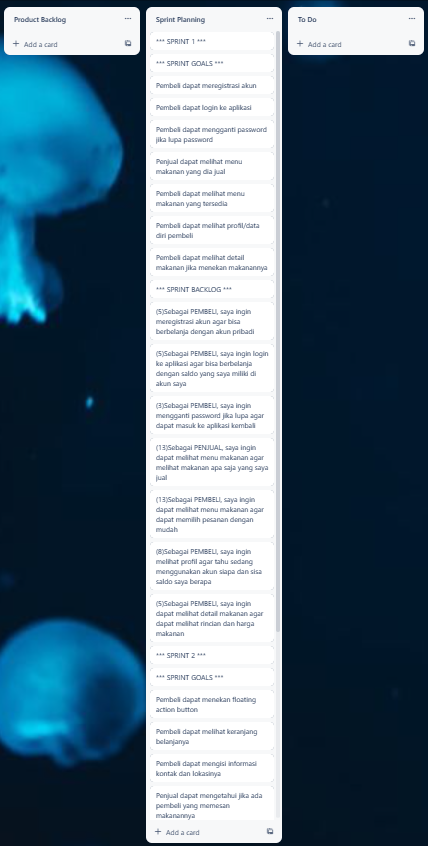 Product Backlog
Add a card
Sprint Planning
*** SPRINT 1 ***
*** SPRINT GOALS ***
Pembeli dapat meregistrasi akun
Pembeli dapat login ke aplikasi
Pembeli dapat mengganti password
jika lupa password
Penjual dapat melihat menu
makanan yang dia jual
Pembeli dapat melihat menu
makanan yang tersedia
Pembeli dapat melihat profil/data
diri pembeli
Pembeli dapat melihat detail
makanan jika menekan makanannya
*** SPRINT BACKLOG ***
(5)Sebagai PEMBELI, saya ingin
meregistrasi akun agar bisa
berbelanja dengan akun pribadi
(5)Sebagai PEMBELI, saya ingin login
ke aplikasi agar bisa berbelanja
dengan saldo yang saya miliki di
akun saya
(3)Sebagai PEMBELI, saya ingin
mengganti password jika lupa agar
dapat masuk ke aplikasi kembali
(13)Sebagai PENJUAL, saya ingin
dapat melihat menu makanan agar
melihat makanan apa saja yang saya
jual
(13)Sebagai PEMBELI, saya ingin
dapat melihat menu makanan agar
dapat memilih pesanan dengan
mudah
(8)Sebagai PEMBELI, saya ingin
melihat profil agar tahu sedang
menggunakan akun siapa dan sisa
saldo saya berapa
(5)Sebagai PEMBELI, saya ingin
dapat melihat detail makanan agar
dapat melihat rincian dan harga
makanan
*** SPRINT 2 ***
*** SPRINT GOALS ***
Pembeli dapat menekan floating
action button
Pembeli dapat melihat keranjang
belanjanya
Pembeli dapat mengisi informasi
kontak dan lokasinya
Penjual dapat mengetahui jika ada
pembeli yang memesan
makanannya
Add a card
To Do
Add a card